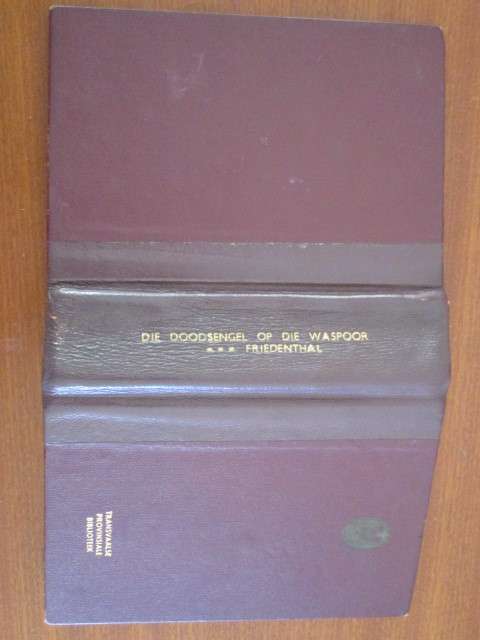 DIE DOODSENGEL OP DIE WASPOOR
FRIEDENTHAL
TRANSVAALSE
PROVINSIALE
BIBLIOTEEK